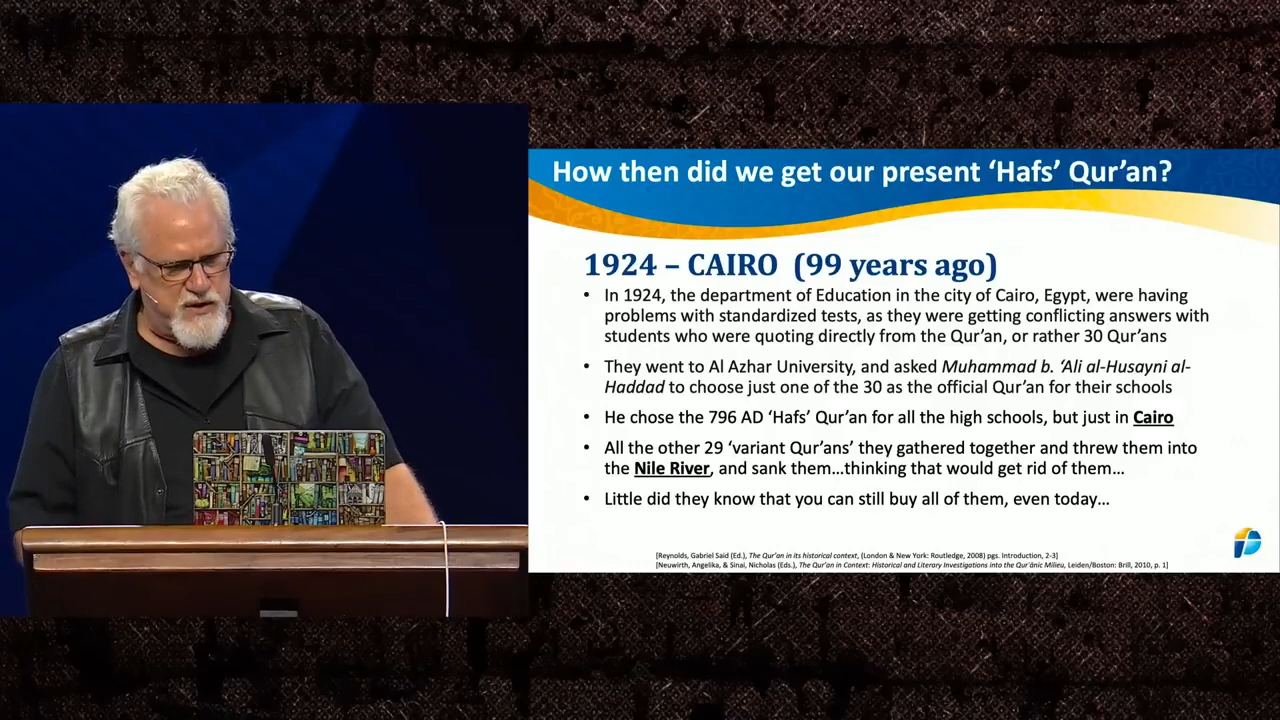 How then did we get our present ‘Hafs’ Qur’an?
1924 – CAIRO (99 years ago)
• In 1924, the department of Education in the city of Cairo, Egypt, were having
problems with standardized tests, as they were getting conflicting answers with
students who were quoting directly from the Qur’an, or rather 30 Qur’ans
• They went to Al Azhar University, and asked Muhammad b. ‘Ali al-Husayni al-
Haddad to choose just one of the 30 as the official Qur’an for their schools
• He chose the 796 AD ‘Hafs’ Qur’an for all the high schools, but just in Cairo
• All the other 29 ‘variant Qur’ans’ they gathered together and threw them into
the Nile River, and sank them…thinking that would get rid of them…
• Little did they know that you can still buy all of them, even today…
[Reynolds, Gabriel Said (Ed.), The Qur’an in its historical context, (London & New York: Routledge, 2008) pgs. Introduction, 2-3]
[Neuwirth, Angelika, & Sinai, Nicholas (Eds.), The Qur’an in Context: Historical and Literary Investigations into the Qur’ānic Milieu, Leiden/Boston: Brill, 2010, p. 1]